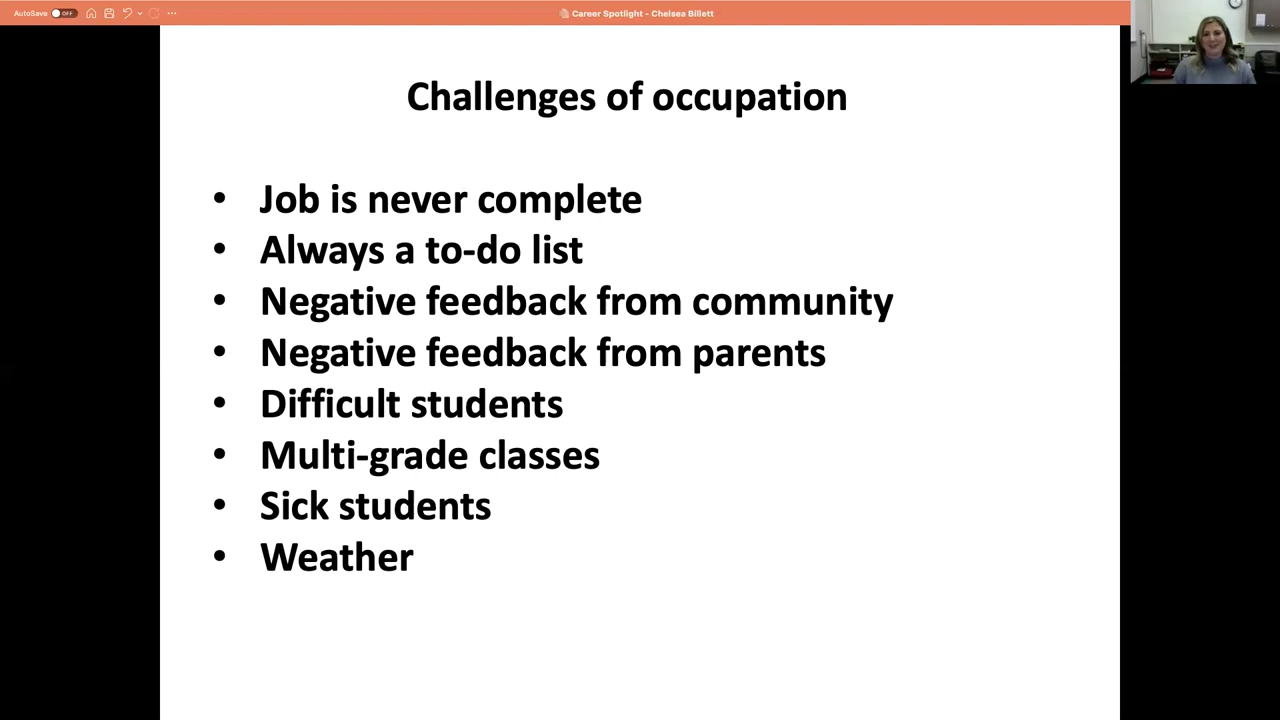 AutoSave OFF
Career Spotlight - Chelsea Billett
Challenges of occupation
• Job is never complete
• Always a to-do list
• Negative feedback from community
• Negative feedback from parents
• Difficult students
• Multi-grade classes
• Sick students
• Weather